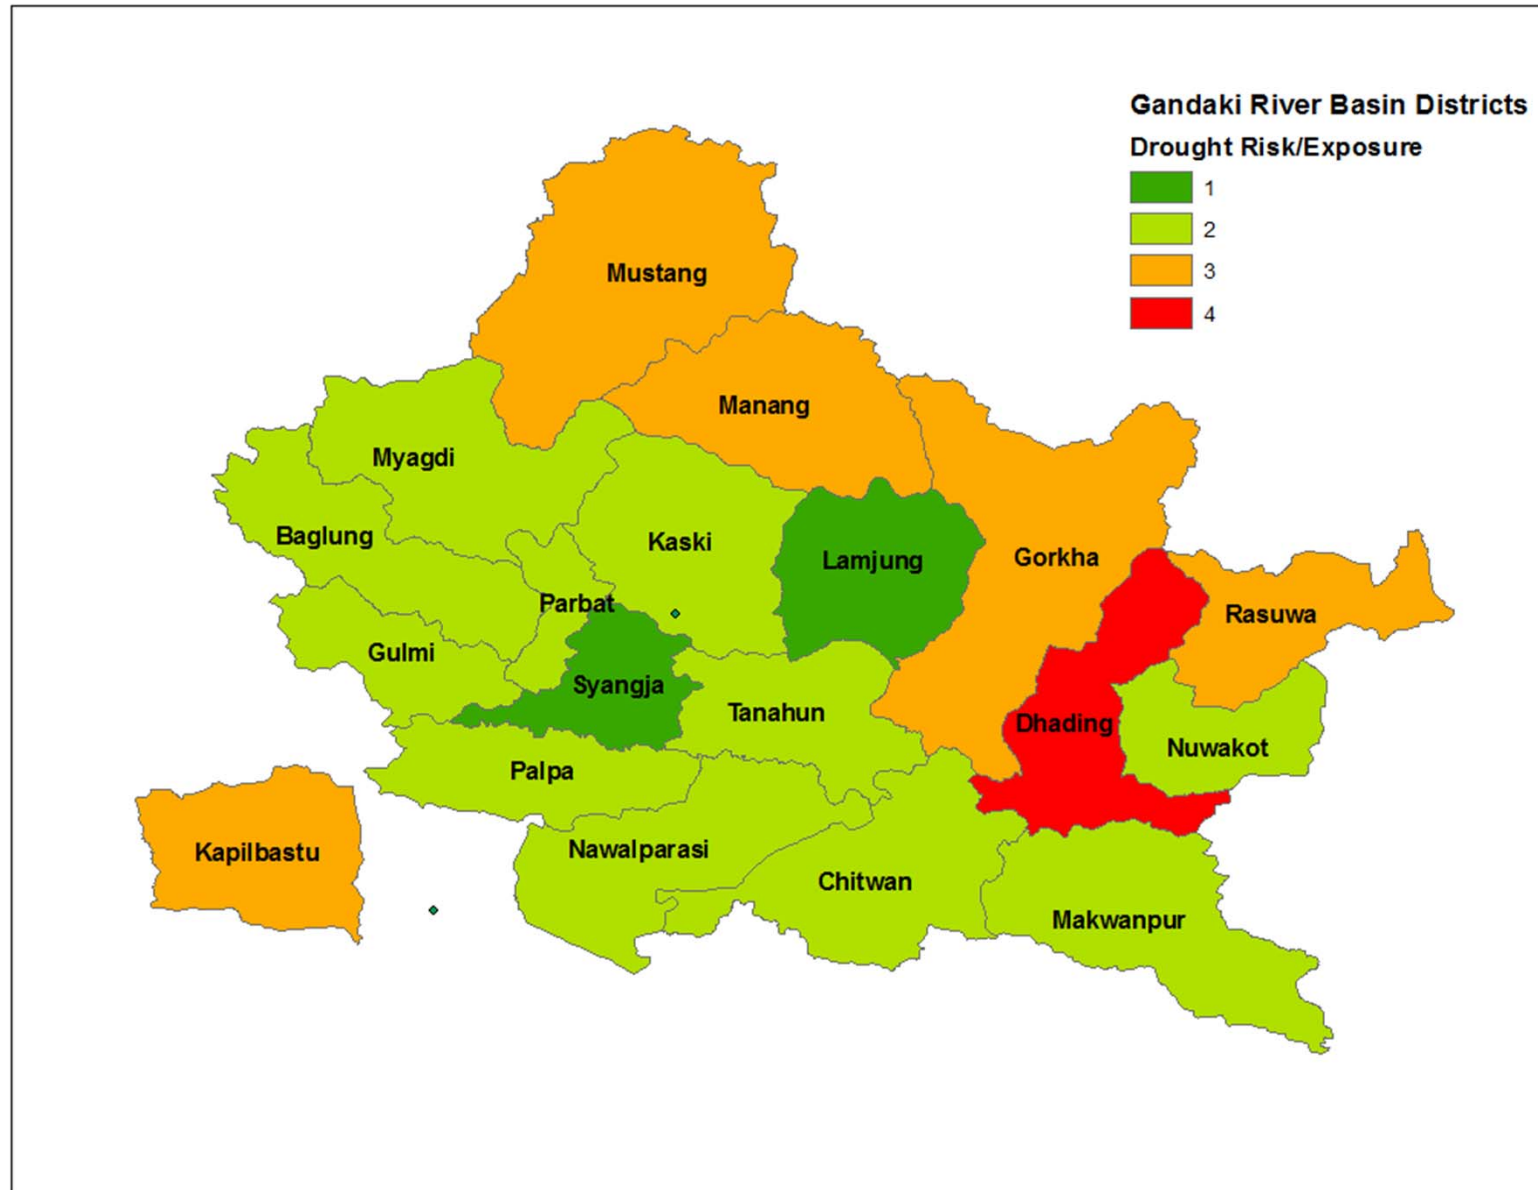 Gandaki River Basin Districts
Drought Risk/Exposure
1
2
3
4
Mustang
Manang
Myagdi
Baglung
Kaski
Lamjung
Gorkha
Parbat
Rasuwa
Gulmi
Syangja
Tanahun
Dhading
Nuwakot
Palpa
Kapilbastu
Nawalparasi
Chitwan
Makwanpur